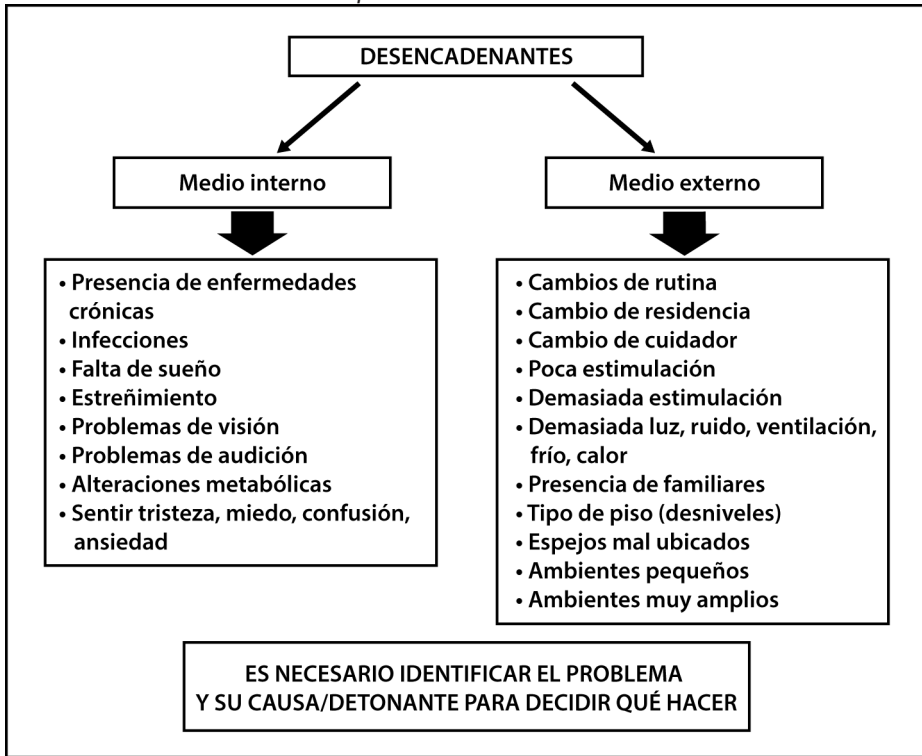 DESENCADENANTES
Medio interno
Medio externo
• Presencia de enfermedades
crónicas
• Infecciones
• Falta de sueño
• Estreñimiento
• Problemas de visión
• Problemas de audición
• Alteraciones metabólicas
• Sentir tristeza, miedo, confusión,
ansiedad
• Cambios de rutina
• Cambio de residencia
• Cambio de cuidador
• Poca estimulación
• Demasiada estimulación
• Demasiada luz, ruido, ventilación,
frío, calor
• Presencia de familiares
• Tipo de piso (desniveles)
• Espejos mal ubicados
• Ambientes pequeños
• Ambientes muy amplios
ES NECESARIO IDENTIFICAR EL PROBLEMA
Y SU CAUSA/DETONANTE PARA DECIDIR QUÉ HACER